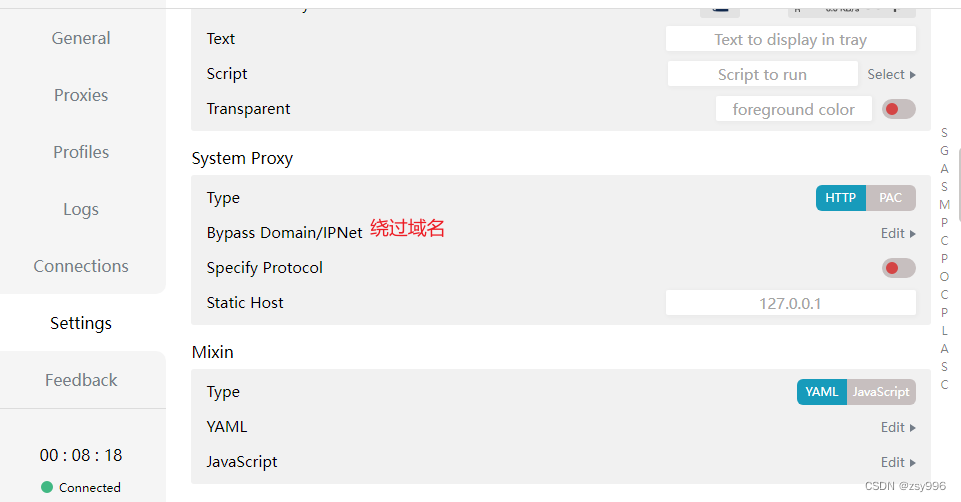 General
Proxies
Profiles
Logs
Connections
Settings
Feedback
00 : 08 : 18
Connected
Text
Text to display in tray
Script
Script to run
Select
Transparent
foreground color
System Proxy
Type
HTTP
PAC
Bypass Domain/IPNet
绕过域名
Edit
Specify Protocol
Static Host
127.0.0.1
Mixin
Type
YAML
JavaScript
YAML
Edit
JavaScript
Edit
S
G
A
S
M
P
C
P
O
C
P
L
A
S
C
CSDN @zsy996